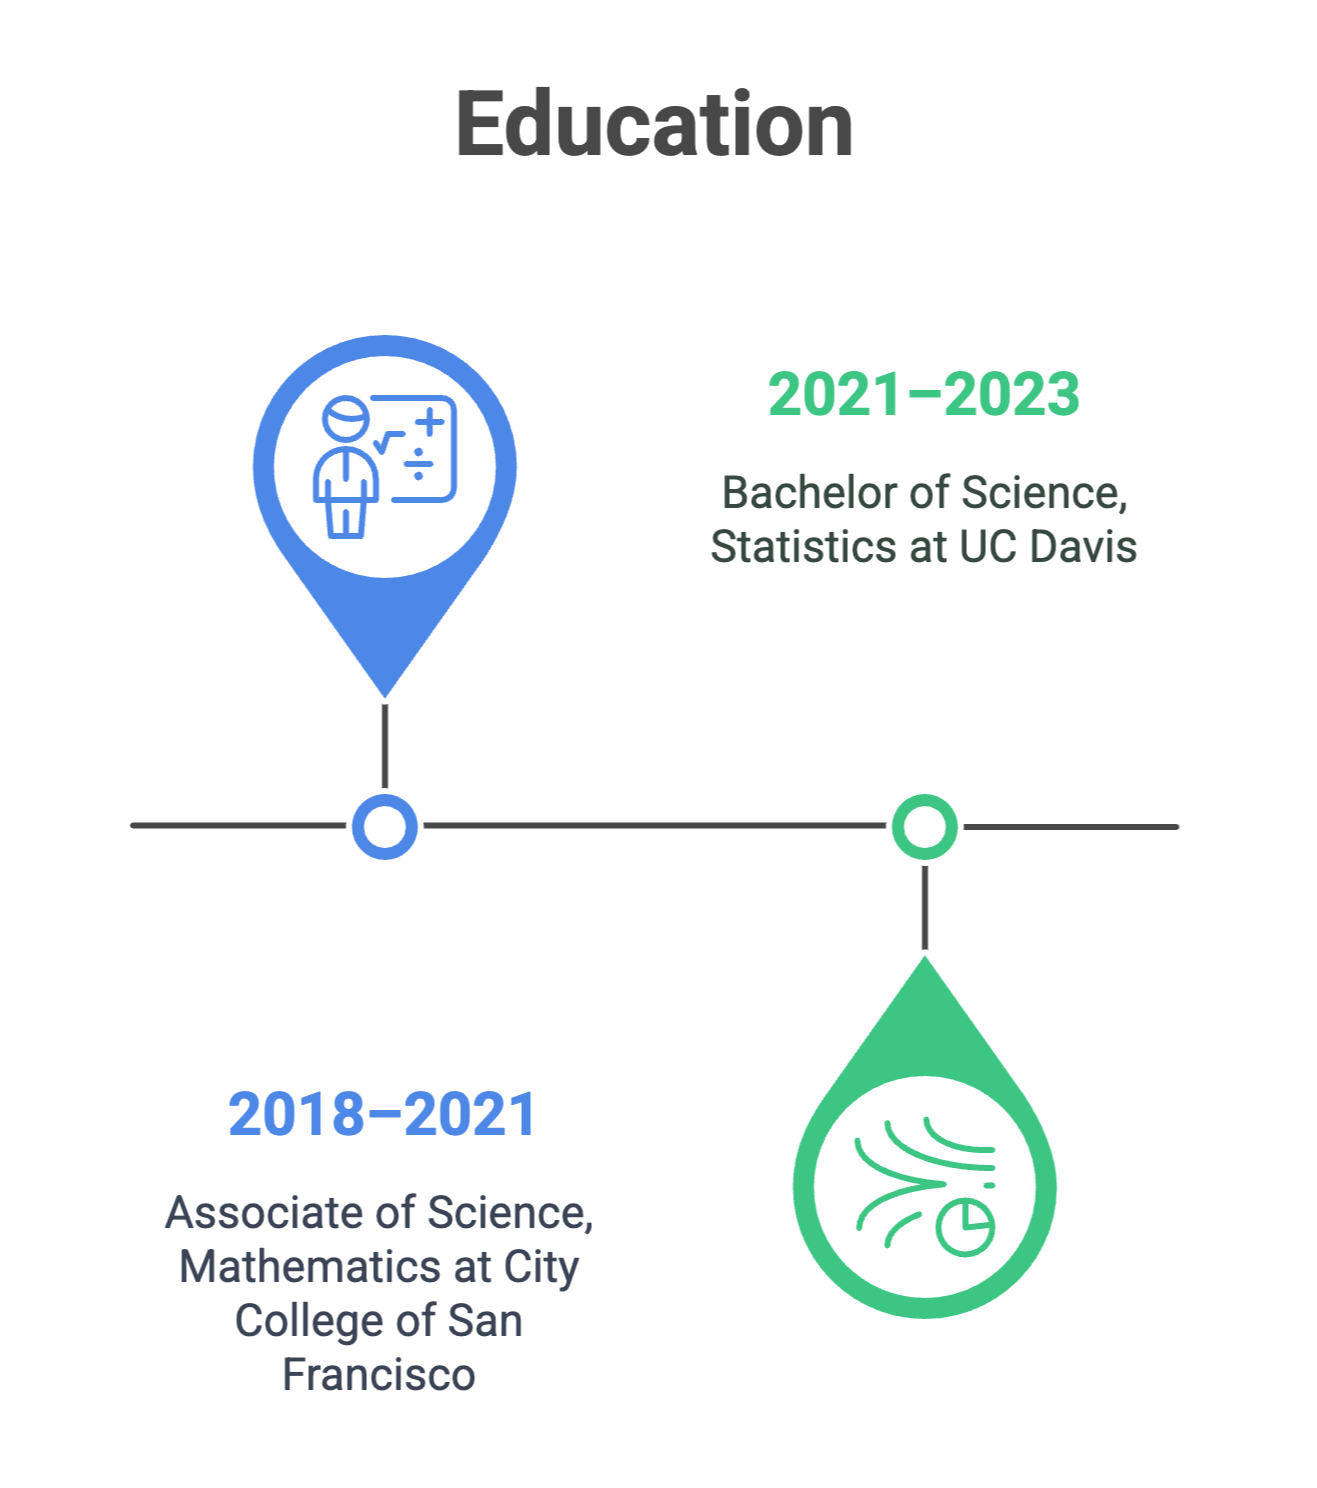 Education
2021–2023
Bachelor of Science,
Statistics at UC Davis
2018–2021
Associate of Science,
Mathematics at City
College of San
Francisco